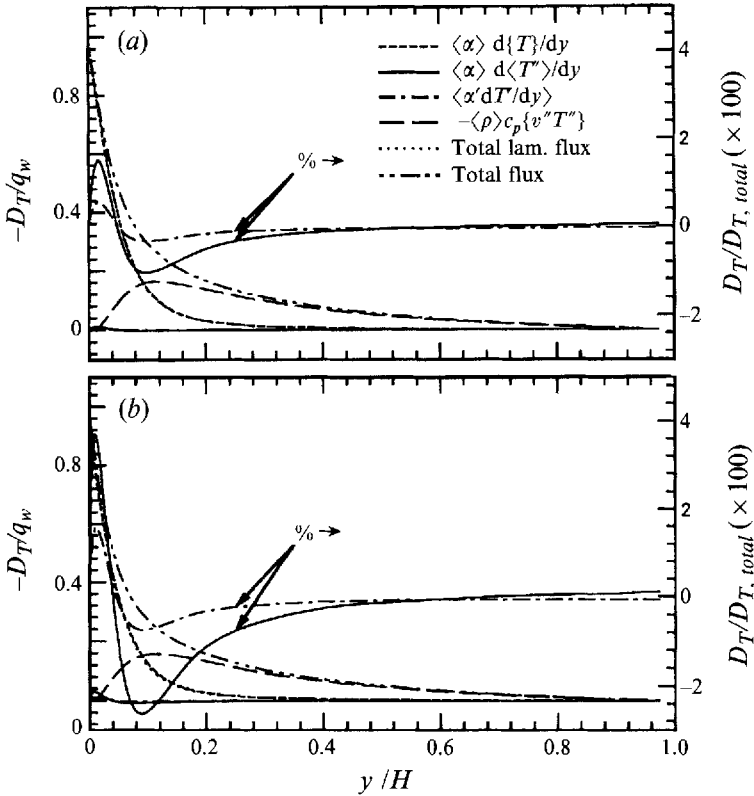 (a)
⟨α⟩ d{T}/dy
⟨α⟩ d⟨T″⟩/dy
⟨α′dT′/dy⟩
−⟨ρ⟩c_p{v″T″}
Total lam. flux
Total flux
% →
−D_T/q_w
0.8
0.4
0
4
2
0
−2
D_T/D_{T, total} (× 100)
(b)
% →
−D_T/q_w
0.8
0.4
0
4
2
0
−2
D_T/D_{T, total} (× 100)
0
0.2
0.4
0.6
0.8
1.0
y/H